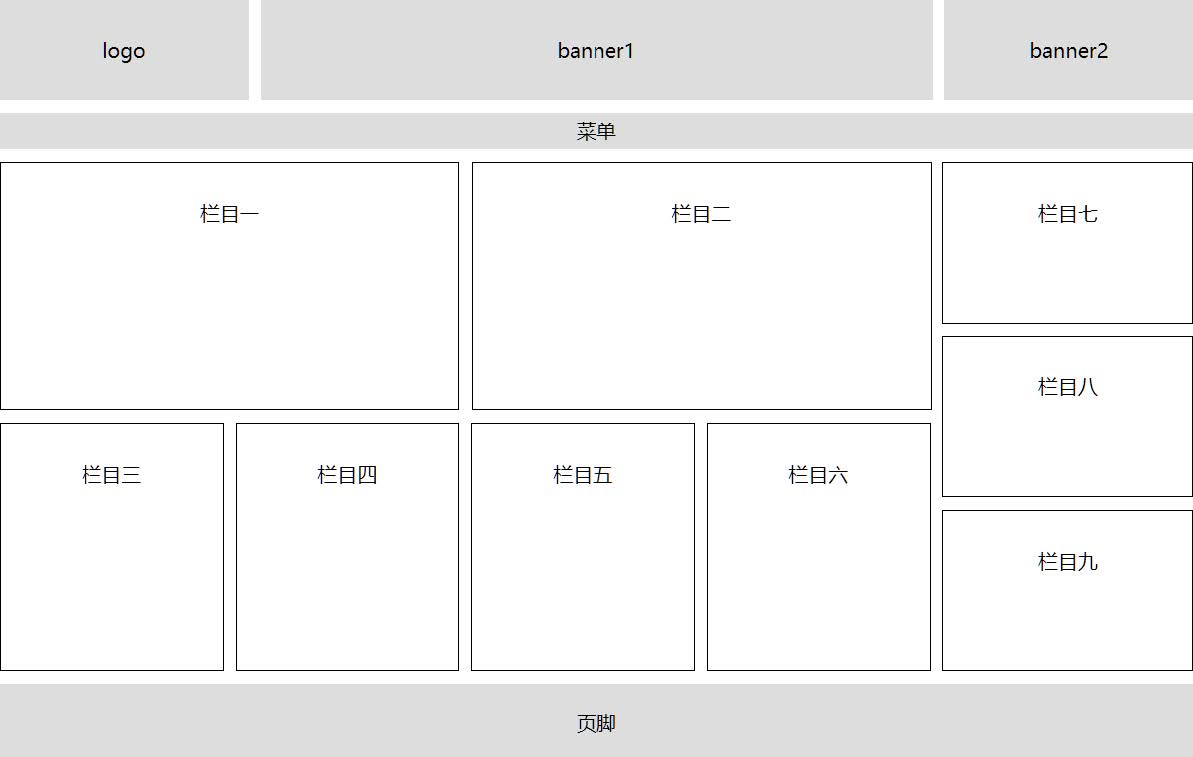 logo
banner1
banner2
菜单
栏目一
栏目二
栏目七
栏目八
栏目三
栏目四
栏目五
栏目六
栏目九
页脚